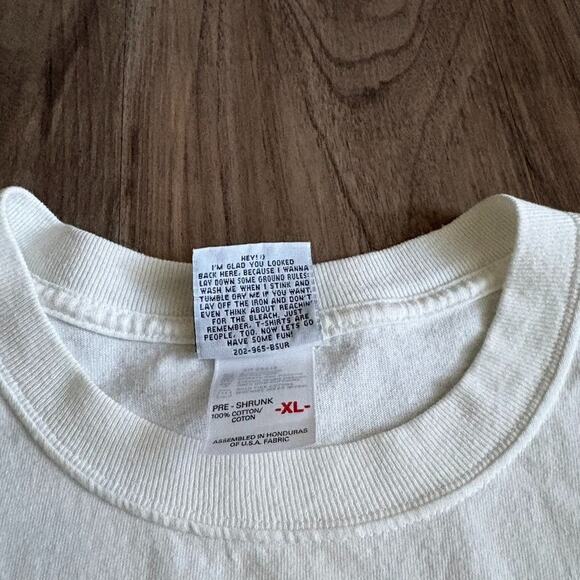 HEY! :)
I'M GLAD YOU LOOKED
BACK HERE, BECAUSE I WANNA
LAY DOWN SOME GROUND RULES:
WASH ME WHEN I STINK AND
TUMBLE DRY ME IF YOU WANT.
LAY OFF THE IRON AND DON'T
EVEN THINK ABOUT REACHIN'
FOR THE BLEACH. JUST
REMEMBER, T-SHIRTS ARE
PEOPLE, TOO. NOW LETS GO
HAVE SOME FUN!
202-965-BSUR
PRE-SHRUNK
100% COTTON/
COTON
-XL-
ASSEMBLED IN HONDURAS
OF U.S.A. FABRIC